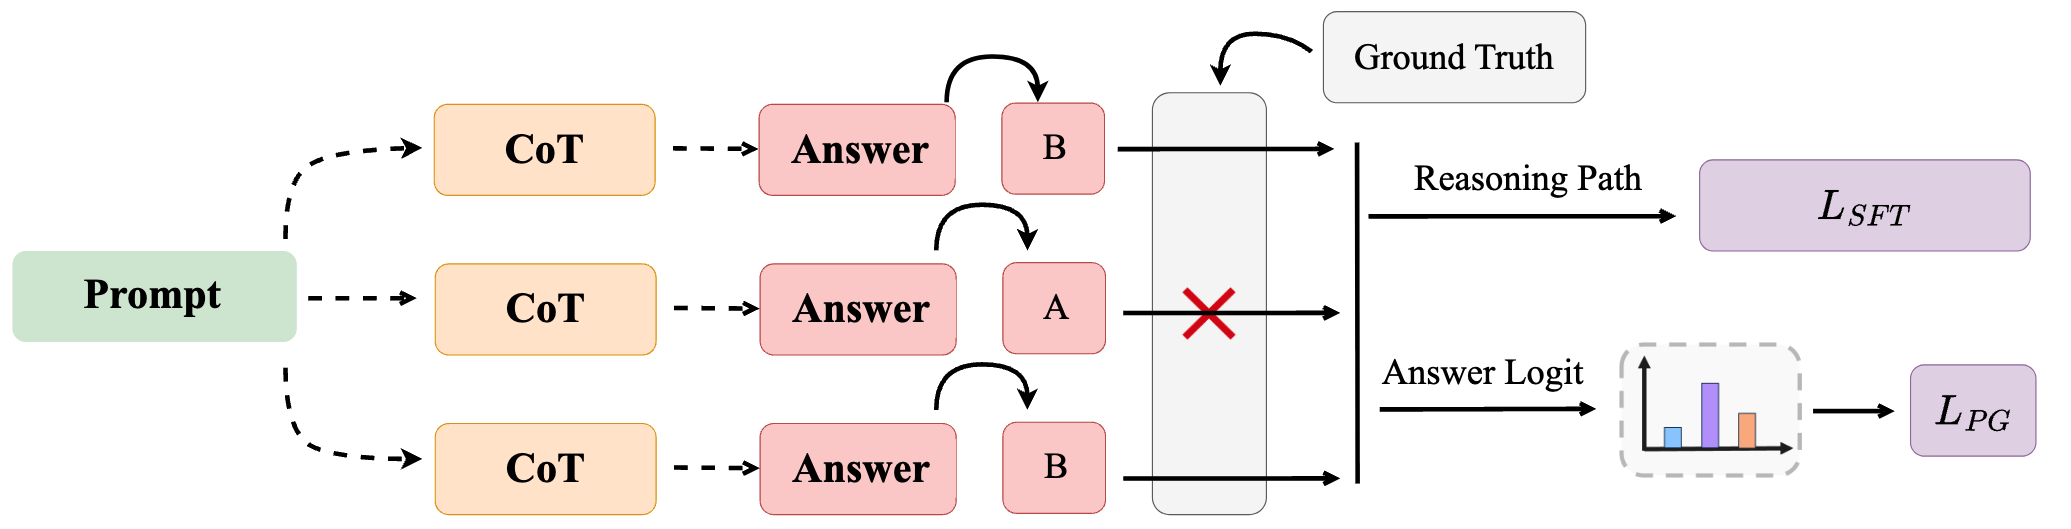 Ground Truth
CoT
Answer
B
Reasoning Path
L_{SFT}
Prompt
CoT
Answer
A
Answer Logit
L_{PG}
CoT
Answer
B